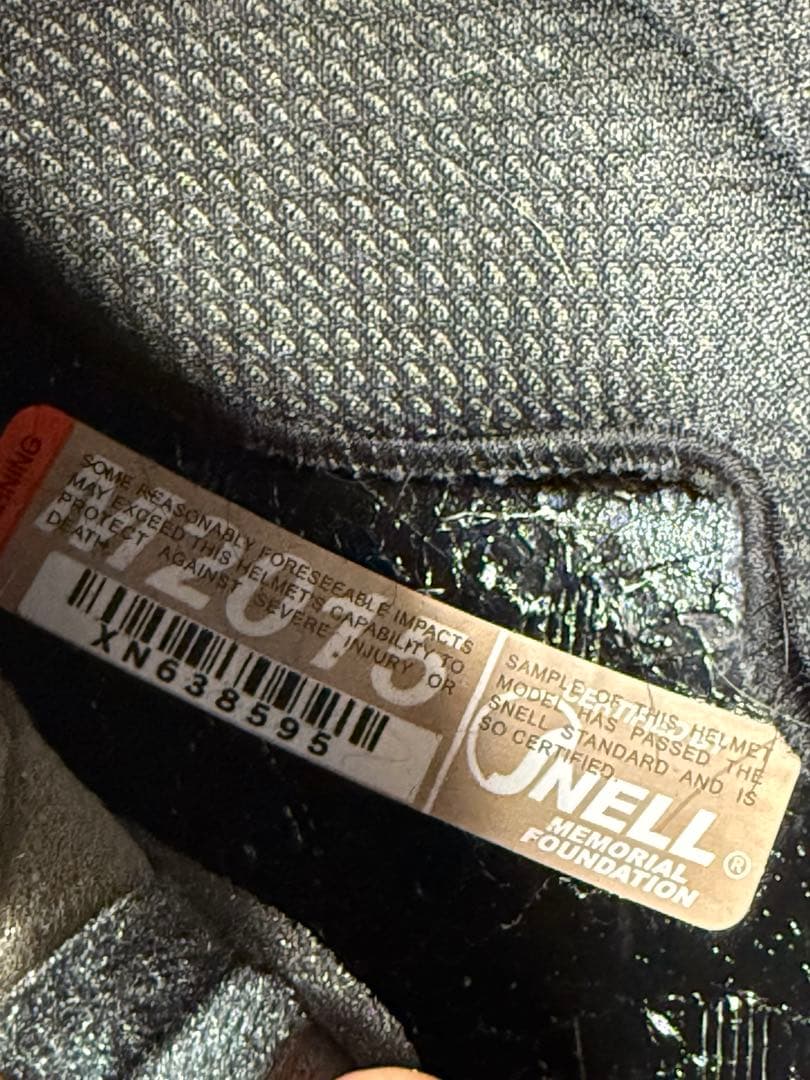 SOME REASONABLY FORESEEABLE IMPACTS
MAY EXCEED THIS HELMET'S CAPABILITY TO
PROTECT AGAINST SEVERE INJURY OR
DEATH
M2015
XN638595
SAMPLE OF THIS HELMET
MODEL HAS PASSED THE
SNELL STANDARD AND IS
SO CERTIFIED.
SNELL
MEMORIAL
FOUNDATION
®